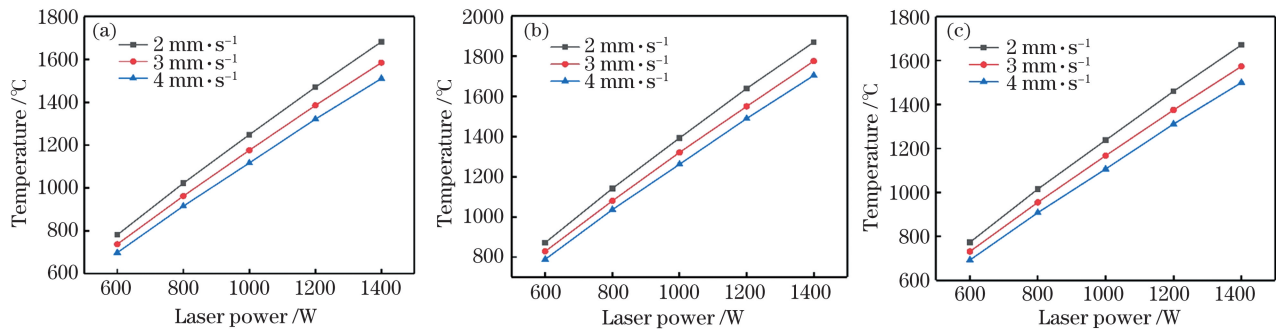 (a)
2 mm·s⁻¹
3 mm·s⁻¹
4 mm·s⁻¹
1800
1600
1400
1200
1000
800
600
Temperature /℃
600 800 1000 1200 1400
Laser power /W
(b)
2 mm·s⁻¹
3 mm·s⁻¹
4 mm·s⁻¹
2000
1800
1600
1400
1200
1000
800
Temperature /℃
600 800 1000 1200 1400
Laser power /W
(c)
2 mm·s⁻¹
3 mm·s⁻¹
4 mm·s⁻¹
1800
1600
1400
1200
1000
800
600
Temperature /℃
600 800 1000 1200 1400
Laser power /W